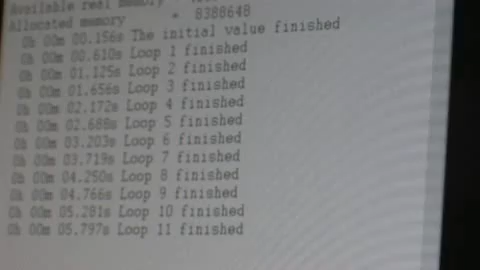 Available real memory =
Allocated memory = 8388648
0h 00m 00.156s The initial value finished
0h 00m 00.610s Loop 1 finished
0h 00m 01.125s Loop 2 finished
0h 00m 01.656s Loop 3 finished
0h 00m 02.172s Loop 4 finished
0h 00m 02.688s Loop 5 finished
0h 00m 03.203s Loop 6 finished
0h 00m 03.719s Loop 7 finished
0h 00m 04.250s Loop 8 finished
0h 00m 04.766s Loop 9 finished
0h 00m 05.281s Loop 10 finished
0h 00m 05.797s Loop 11 finished